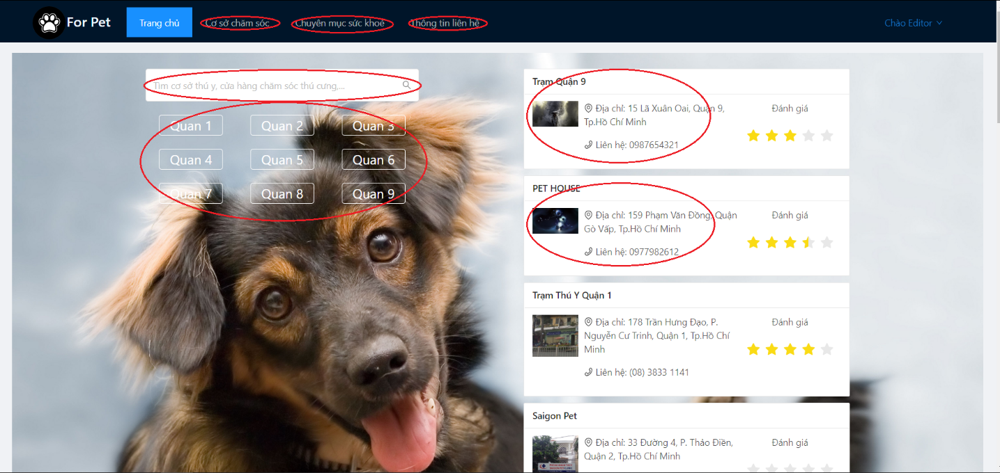 For Pet
Trang chủ
Cơ sở chăm sóc
Chuyên mục sức khoẻ
Thông tin liên hệ
Chào Editor
Tìm cơ sở thú y, cửa hàng chăm sóc thú cưng,...
Quan 1
Quan 2
Quan 3
Quan 4
Quan 5
Quan 6
Quan 7
Quan 8
Quan 9
Trạm Quận 9
Địa chỉ: 15 Lã Xuân Oai, Quận 9,
Tp.Hồ Chí Minh
Liên hệ: 0987654321
Đánh giá
PET HOUSE
Địa chỉ: 159 Phạm Văn Đồng, Quận
Gò Vấp, Tp.Hồ Chí Minh
Liên hệ: 0977982612
Đánh giá
Trạm Thú Y Quận 1
Địa chỉ: 178 Trần Hưng Đạo, P.
Nguyễn Cư Trinh, Quận 1, Tp.Hồ Chí
Minh
Liên hệ: (08) 3833 1141
Đánh giá
Saigon Pet
Địa chỉ: 33 Đường 4, P. Thảo Điền,
Quận 2, Tp.Hồ Chí Minh
Đánh giá